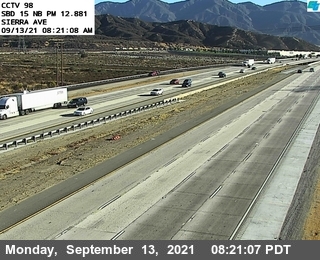 CCTV 98
SBD 15 NB PM 12.881
SIERRA AVE
09/13/21 08:21:08 AM
Monday, September 13, 2021 08:21:07 PDT